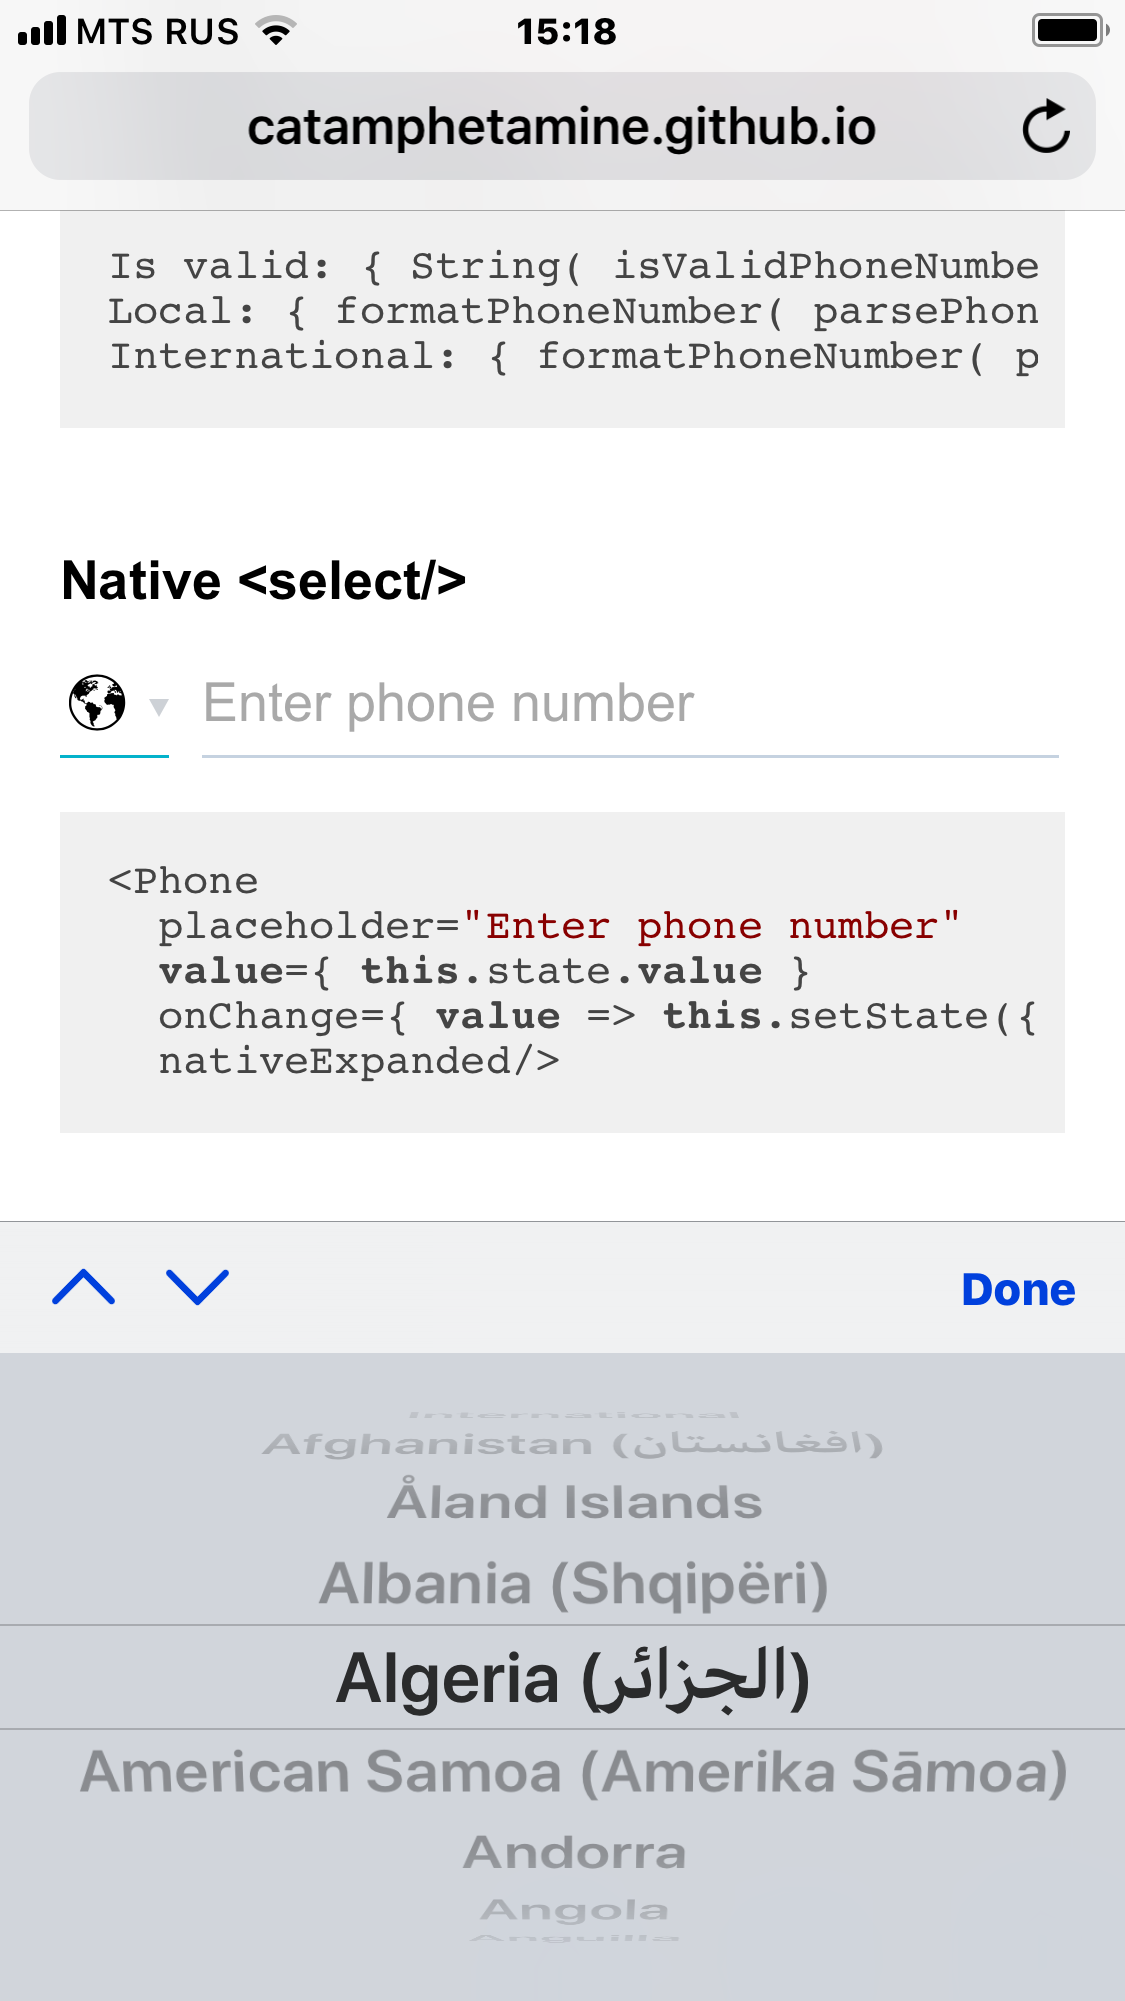 MTS RUS 15:18
catamphetamine.github.io
Is valid: { String( isValidPhoneNumbe
Local: { formatPhoneNumber( parsePhon
International: { formatPhoneNumber( p
Native <select/>
Enter phone number
<Phone
placeholder="Enter phone number"
value={ this.state.value }
onChange={ value => this.setState({
nativeExpanded/>
Done
International
Afghanistan (افغانستان)
Åland Islands
Albania (Shqipëri)
Algeria (الجزائر)
American Samoa (Amerika Sāmoa)
Andorra
Angola
Anguilla